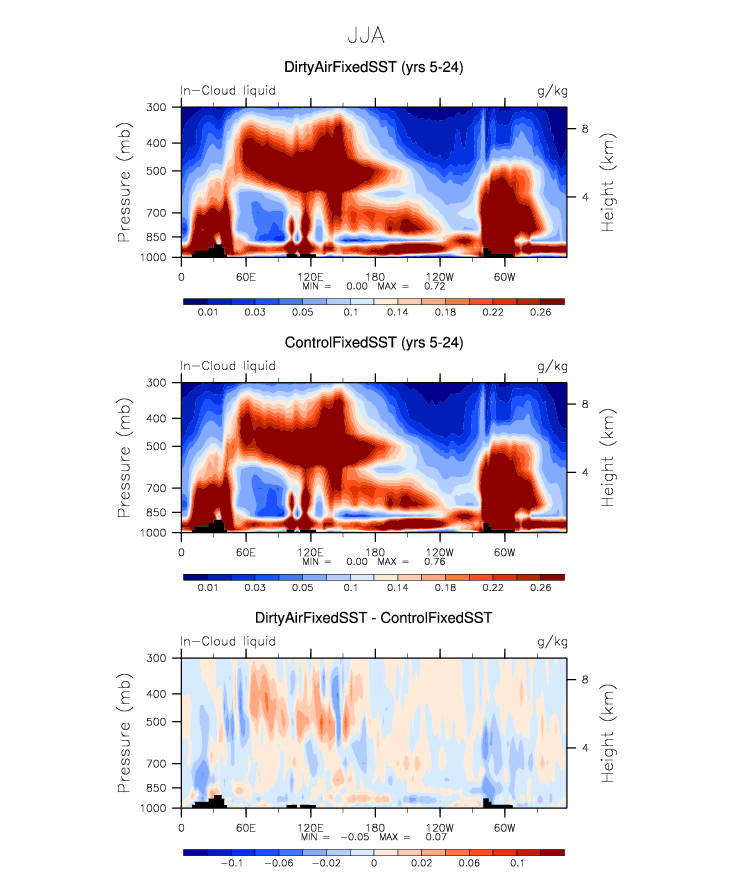 JJA
DirtyAirFixedSST (yrs 5-24)
In-Cloud liquid g/kg
Pressure (mb)
300
400
500
700
850
1000
8
4
Height (km)
0 60E 120E 180 120W 60W
MIN = 0.00 MAX = 0.72
0.01 0.03 0.05 0.1 0.14 0.18 0.22 0.26
ControlFixedSST (yrs 5-24)
In-Cloud liquid g/kg
Pressure (mb)
300
400
500
700
850
1000
8
4
Height (km)
0 60E 120E 180 120W 60W
MIN = 0.00 MAX = 0.76
0.01 0.03 0.05 0.1 0.14 0.18 0.22 0.26
DirtyAirFixedSST - ControlFixedSST
In-Cloud liquid g/kg
Pressure (mb)
300
400
500
700
850
1000
8
4
Height (km)
0 60E 120E 180 120W 60W
MIN = -0.05 MAX = 0.07
-0.1 -0.06 -0.02 0 0.02 0.06 0.1